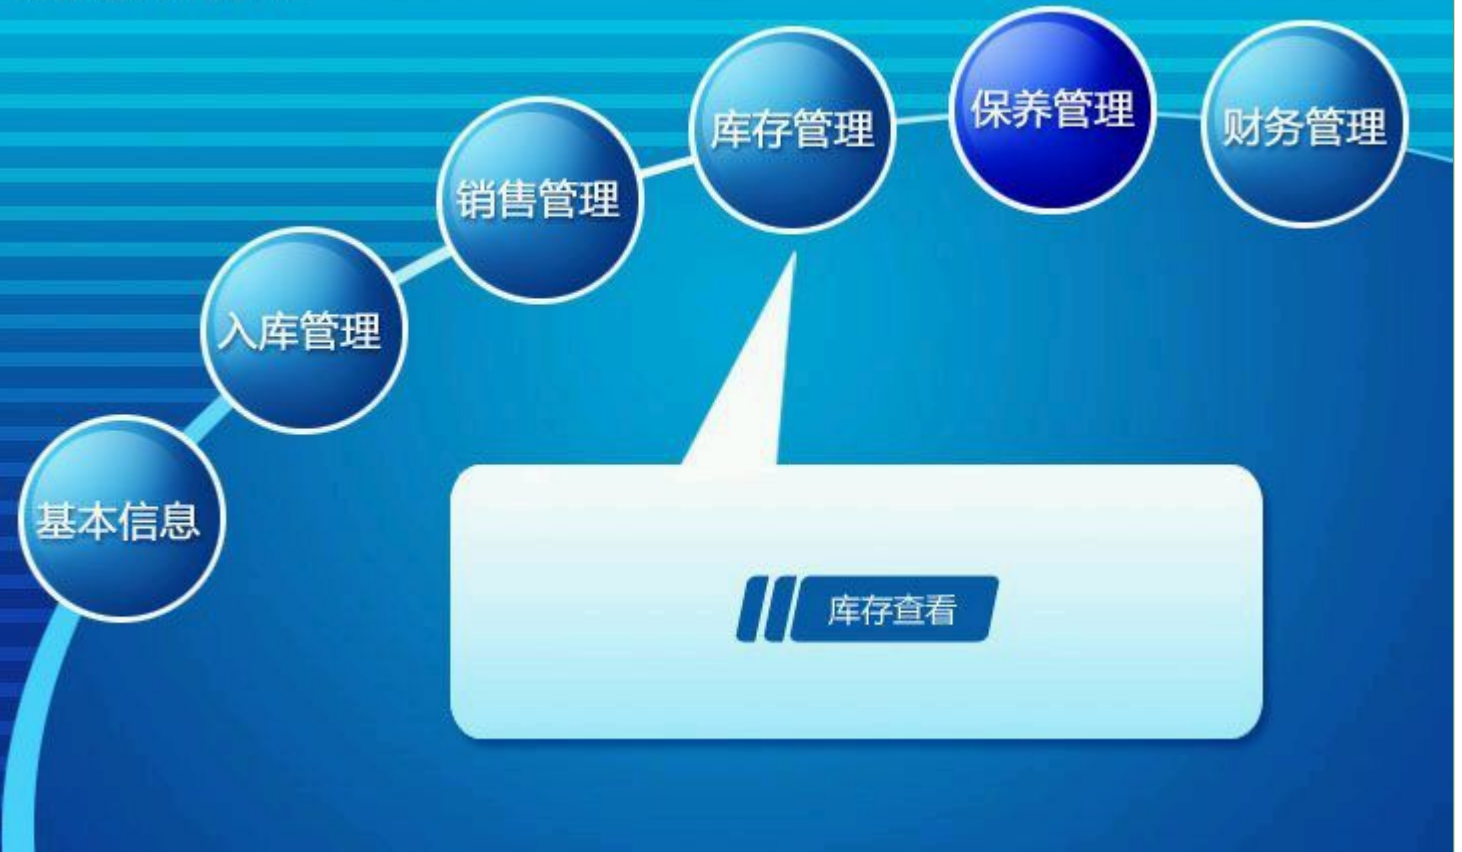 基本信息
入库管理
销售管理
库存管理
保养管理
财务管理
库存查看